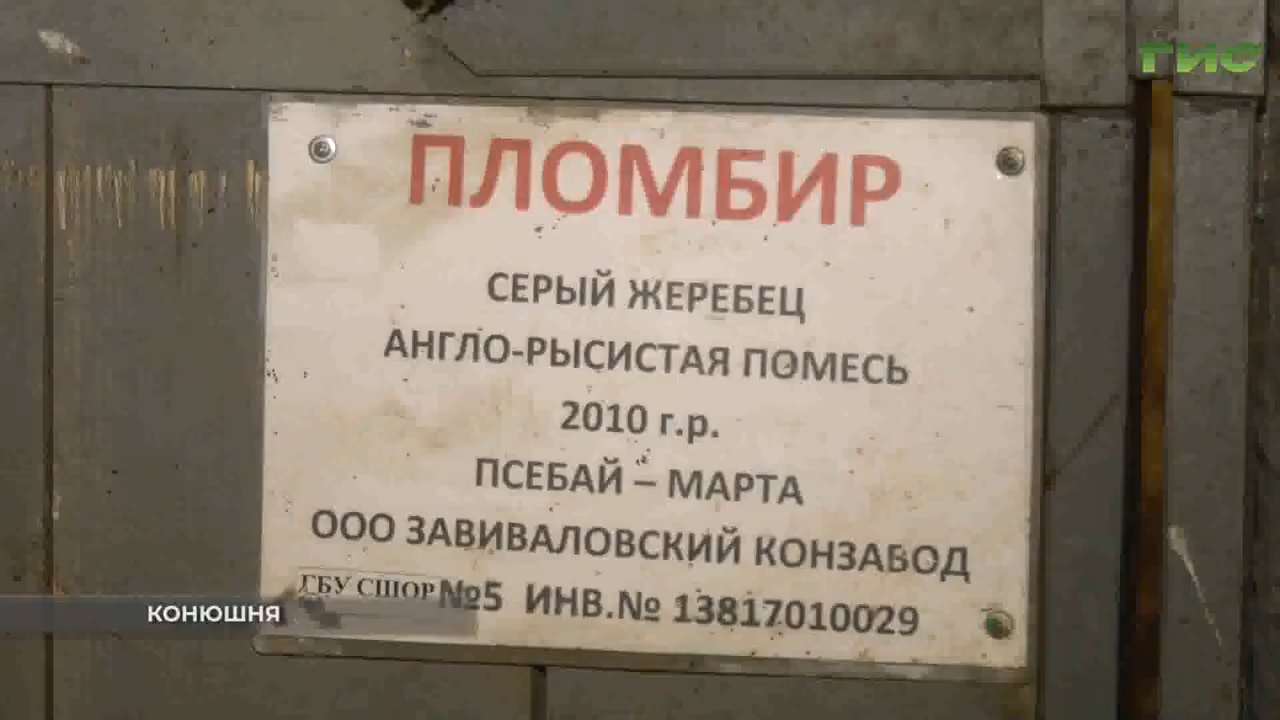 ГИС
ПЛОМБИР
СЕРЫЙ ЖЕРЕБЕЦ
АНГЛО-РЫСИСТАЯ ПОМЕСЬ
2010 г.р.
ПСЕБАЙ – МАРТА
ООО ЗАВИВАЛОВСКИЙ КОНЗАВОД
ГБУ СШОР №5 ИНВ.№ 13817010029
КОНЮШНЯ